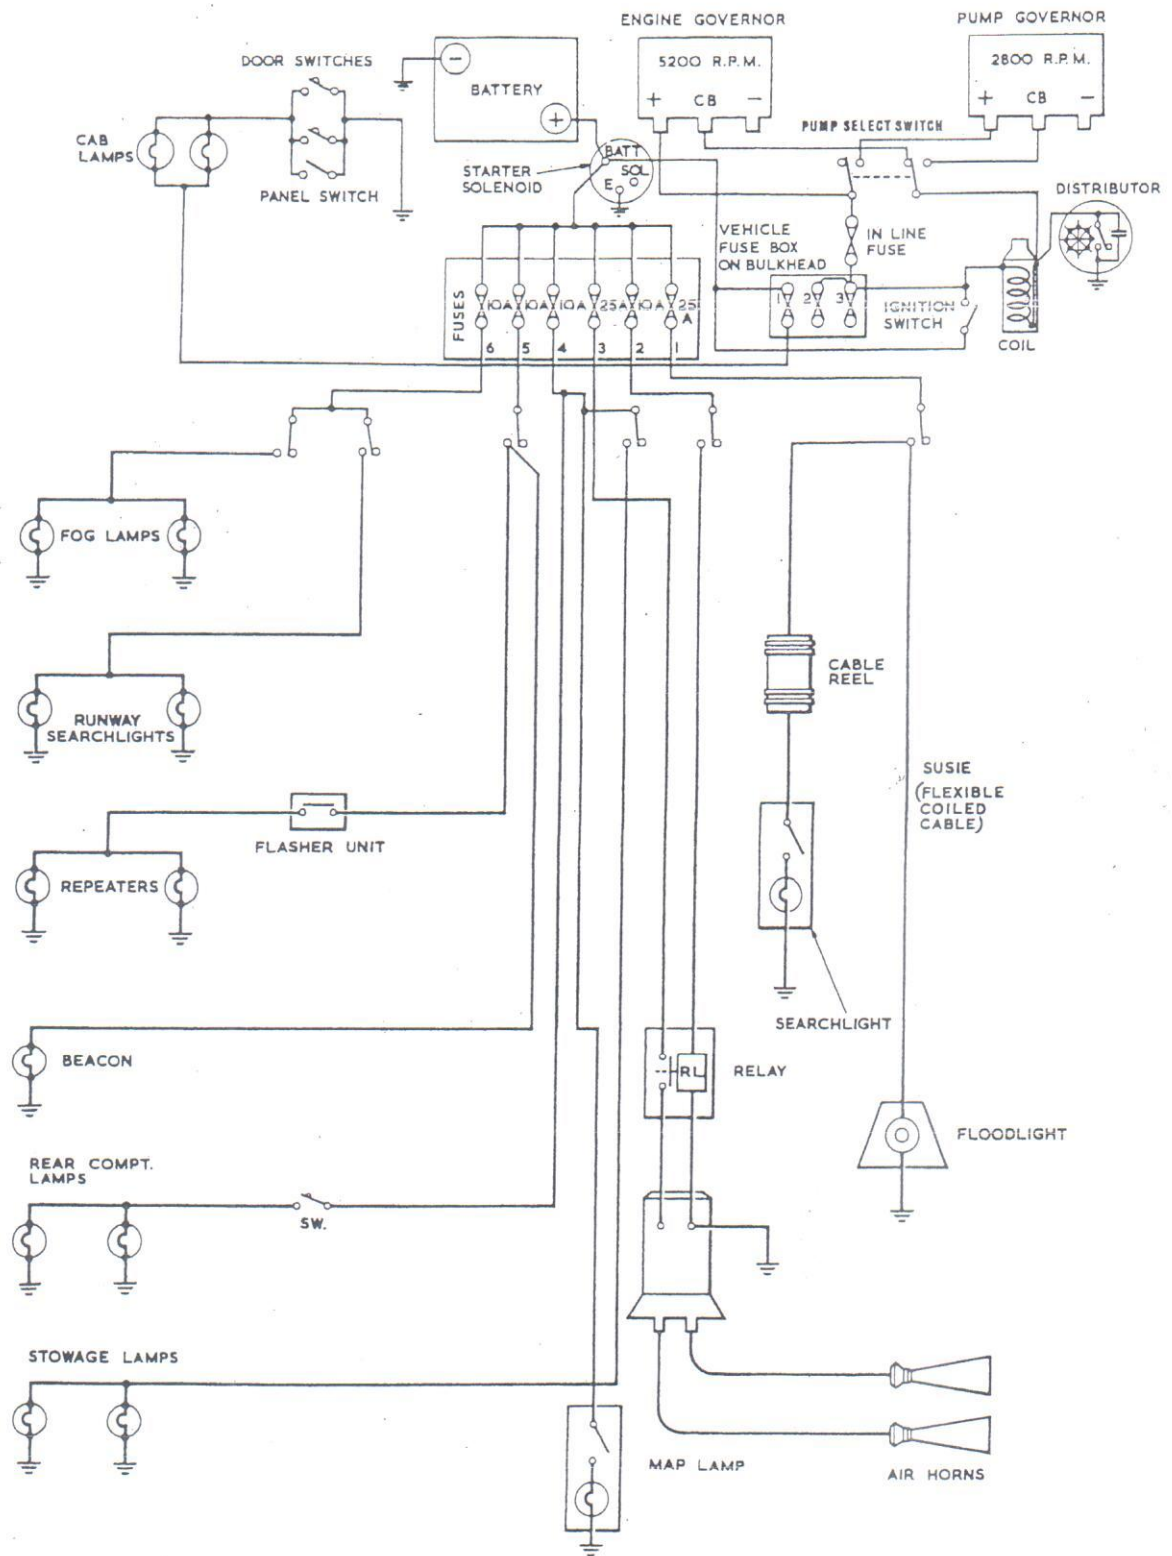 ENGINE GOVERNOR
PUMP GOVERNOR
5200 R.P.M.
2800 R.P.M.
+ CB −
+ CB −
DOOR SWITCHES
−
BATTERY
+
PUMP SELECT SWITCH
CAB
LAMPS
PANEL SWITCH
STARTER
SOLENOID
BATT
SOL
E
DISTRIBUTOR
VEHICLE
FUSE BOX
ON BULKHEAD
IN LINE
FUSE
FUSES
10A 10A 10A 25A 10A 25
A
6 5 4 3 2 1
1 2 3
IGNITION
SWITCH
COIL
FOG LAMPS
CABLE
REEL
RUNWAY
SEARCHLIGHTS
SUSIE
(FLEXIBLE
COILED
CABLE)
FLASHER UNIT
REPEATERS
SEARCHLIGHT
BEACON
RL
RELAY
FLOODLIGHT
REAR COMPT.
LAMPS
SW.
STOWAGE LAMPS
MAP LAMP
AIR HORNS